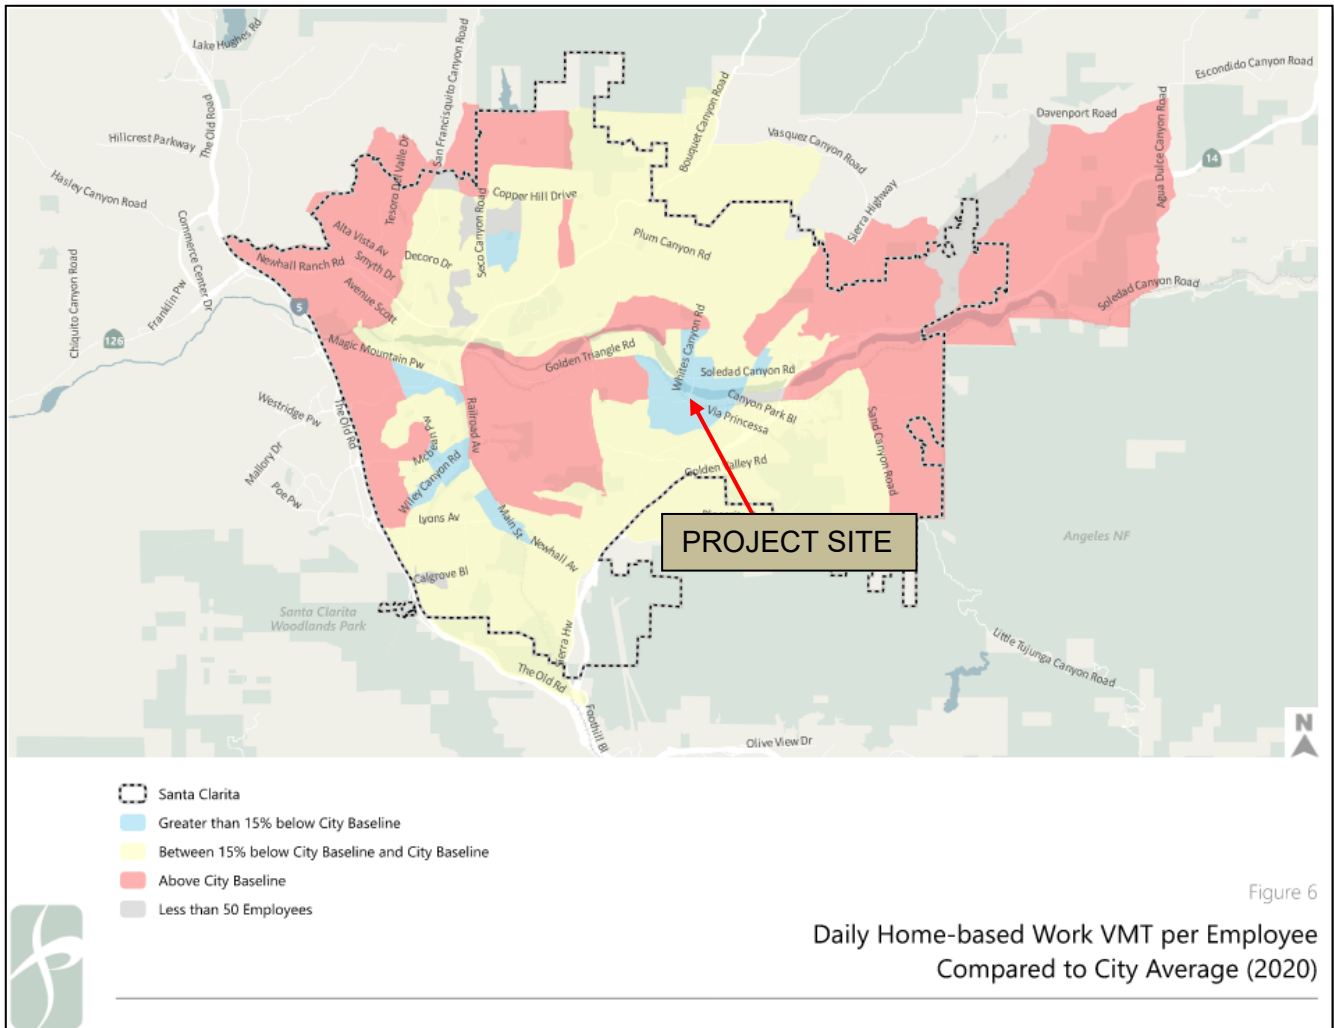 Lake Hughes Rd
San Francisquito Canyon Road
Escondido Canyon Road
The Old Road
Bouquet Canyon Road
Davenport Road
Agua Dulce Canyon Road
Hillcrest Parkway
Vasquez Canyon Road
14
Tesoro Del Valle Dr
Hasley Canyon Road
Seco Canyon Road
Copper Hill Drive
Sierra Highway
Commerce Center Dr
Alta Vista Av
Plum Canyon Rd
Chiquito Canyon Road
Newhall Ranch Rd
Smyth Dr
Decoro Dr
Avenue Scott
Franklin Pw
5
Soledad Canyon Road
126
Magic Mountain Pw
Golden Triangle Rd
Whites Canyon Rd
Soledad Canyon Rd
Westridge Pw
The Old Rd
Railroad Av
Canyon Park Bl
Via Princessa
Sand Canyon Road
Mcbean Pw
Mallory Dr
Wiley Canyon Rd
Golden Valley Rd
Poe Pw
Lyons Av
Main St
Newhall Av
PROJECT SITE
Angeles NF
Calgrove Bl
Santa Clarita
Woodlands Park
Sierra Hw
Little Tujunga Canyon Road
The Old Rd
Foothill Bl
Olive View Dr
N
Santa Clarita
Greater than 15% below City Baseline
Between 15% below City Baseline and City Baseline
Above City Baseline
Less than 50 Employees
Figure 6
Daily Home-based Work VMT per Employee
Compared to City Average (2020)